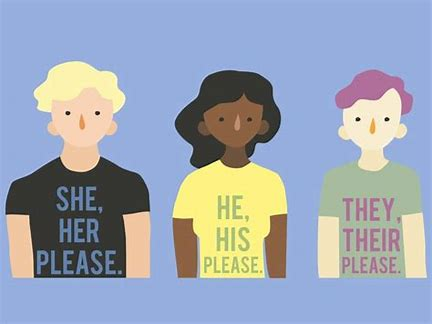 SHE,
HER
PLEASE.
HE,
HIS
PLEASE.
THEY,
THEIR
PLEASE.